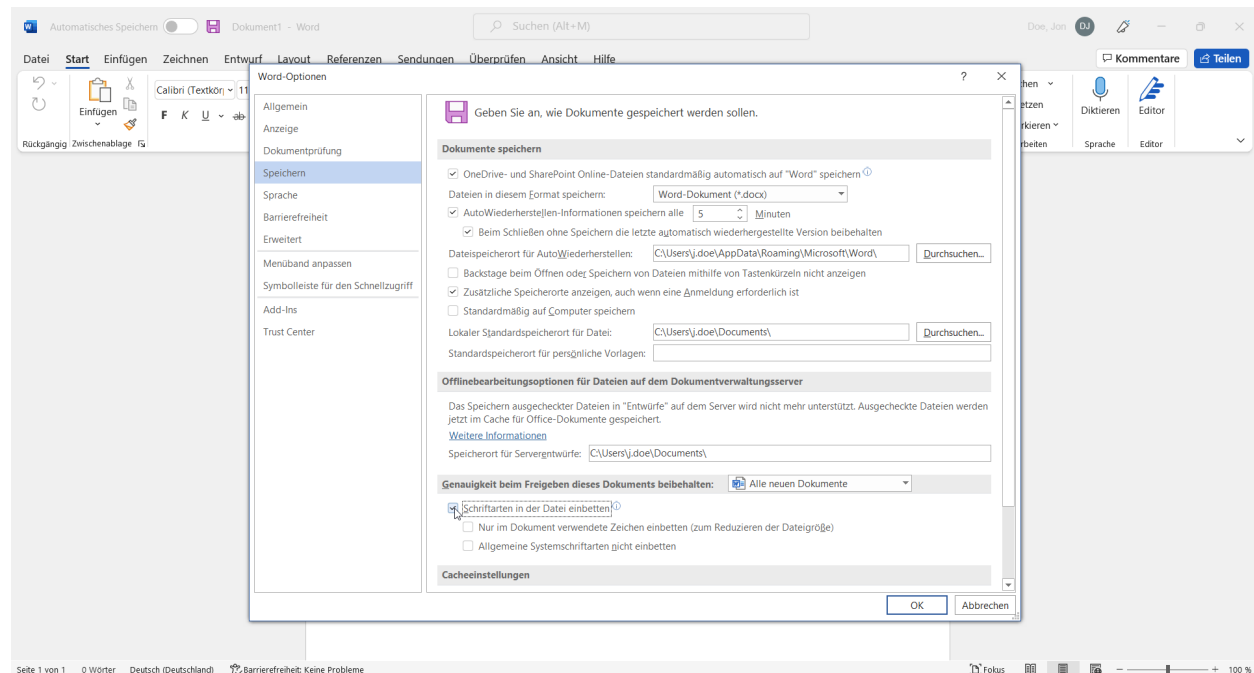 Automatisches Speichern Dokument1 - Word Suchen (Alt+M) Doe, Jon DJ
Datei Start Einfügen Zeichnen Entwurf Layout Referenzen Sendungen Überprüfen Ansicht Hilfe Kommentare Teilen
Word-Optionen ?
Einfügen
Calibri (Textkörp 11
F K U ab
Rückgängig Zwischenablage
Diktieren Editor
Sprache Editor
Allgemein
Anzeige
Dokumentprüfung
Speichern
Sprache
Barrierefreiheit
Erweitert
Menüband anpassen
Symbolleiste für den Schnellzugriff
Add-Ins
Trust Center
Geben Sie an, wie Dokumente gespeichert werden sollen.
Dokumente speichern
OneDrive- und SharePoint Online-Dateien standardmäßig automatisch auf "Word" speichern
Dateien in diesem Format speichern: Word-Dokument (*.docx)
AutoWiederherstellen-Informationen speichern alle 5 Minuten
Beim Schließen ohne Speichern die letzte automatisch wiederhergestellte Version beibehalten
Dateispeicherort für AutoWiederherstellen: C:\Users\j.doe\AppData\Roaming\Microsoft\Word\ Durchsuchen...
Backstage beim Öffnen oder Speichern von Dateien mithilfe von Tastenkürzeln nicht anzeigen
Zusätzliche Speicherorte anzeigen, auch wenn eine Anmeldung erforderlich ist
Standardmäßig auf Computer speichern
Lokaler Standardspeicherort für Datei: C:\Users\j.doe\Documents\ Durchsuchen...
Standardspeicherort für persönliche Vorlagen:
Offlinebearbeitungsoptionen für Dateien auf dem Dokumentverwaltungsserver
Das Speichern ausgecheckter Dateien in "Entwürfe" auf dem Server wird nicht mehr unterstützt. Ausgecheckte Dateien werden
jetzt im Cache für Office-Dokumente gespeichert.
Weitere Informationen
Speicherort für Serverentwürfe: C:\Users\j.doe\Documents\
Genauigkeit beim Freigeben dieses Dokuments beibehalten: Alle neuen Dokumente
Schriftarten in der Datei einbetten
Nur im Dokument verwendete Zeichen einbetten (zum Reduzieren der Dateigröße)
Allgemeine Systemschriftarten nicht einbetten
Cacheeinstellungen
OK Abbrechen
Seite 1 von 1 0 Wörter Deutsch (Deutschland) Barrierefreiheit: Keine Probleme Fokus 100 %